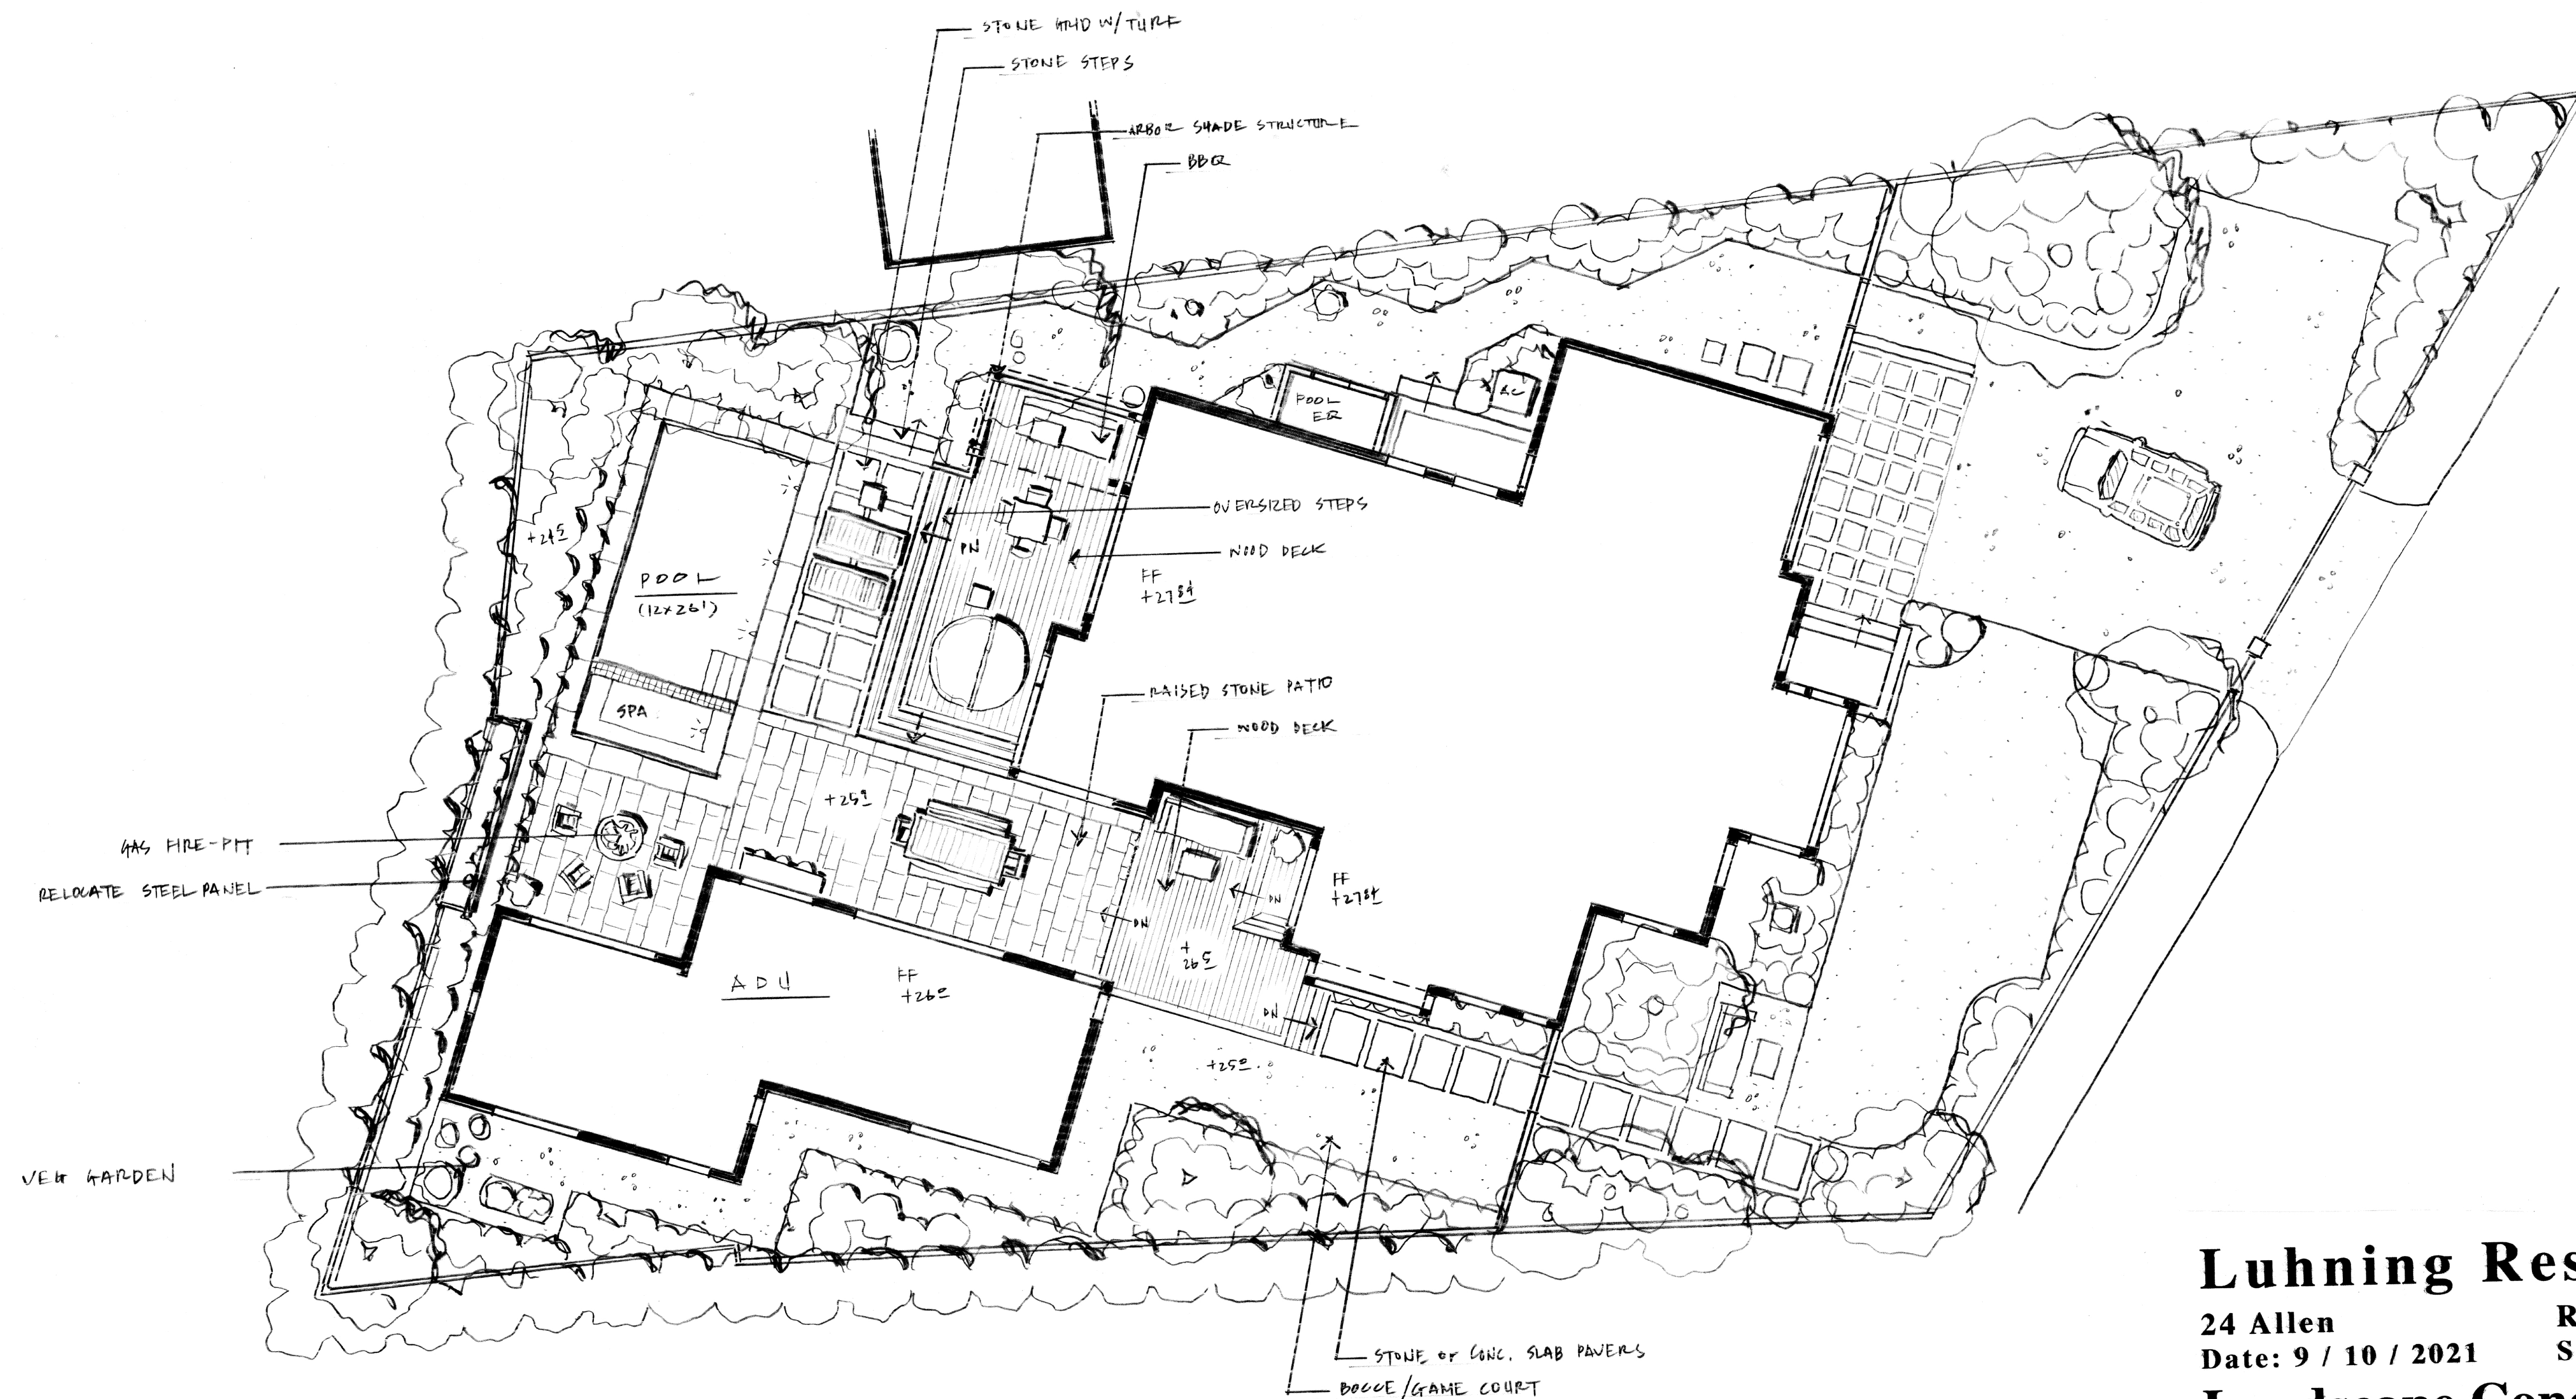 STONE GRID W/TURF
STONE STEPS
ARBOR SHADE STRUCTURE
BBQ
POOL
EQ
AC
OVERSIZED STEPS
DN
WOOD DECK
FF
+27 84
+24 5
POOL
(12x26')
SPA
RAISED STONE PATIO
WOOD DECK
+25 9
GAS FIRE-PIT
RELOCATE STEEL PANEL
FF
+27 84
DN
DN
+
26 5
ADU
FF
+26 0
DN
+25 0
VEG GARDEN
STONE or CONC. SLAB PAVERS
BOCCE/GAME COURT
Luhning Res
24 Allen
R
Date: 9 / 10 / 2021
S